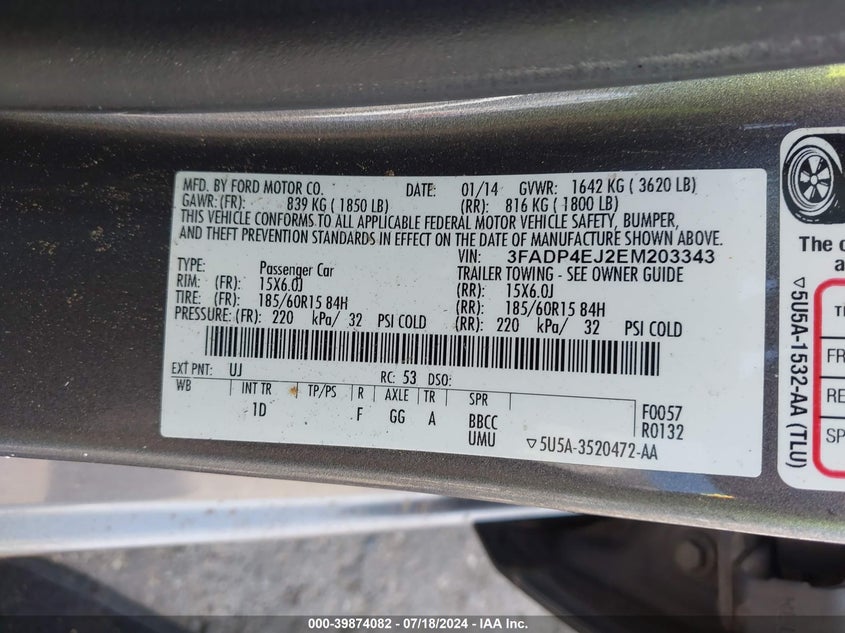 MFD. BY FORD MOTOR CO. DATE: 01/14 GVWR: 1642 KG ( 3620 LB)
GAWR: (FR): 839 KG ( 1850 LB) (RR): 816 KG ( 1800 LB)
THIS VEHICLE CONFORMS TO ALL APPLICABLE FEDERAL MOTOR VEHICLE SAFETY, BUMPER,
AND THEFT PREVENTION STANDARDS IN EFFECT ON THE DATE OF MANUFACTURE SHOWN ABOVE.
VIN: 3FADP4EJ2EM203343
TYPE: Passenger Car TRAILER TOWING - SEE OWNER GUIDE
RIM: (FR): 15X6.0J (RR): 15X6.0J
TIRE: (FR): 185/60R15 84H (RR): 185/60R15 84H
PRESSURE: (FR): 220 kPa/ 32 PSI COLD (RR): 220 kPa/ 32 PSI COLD
EXT PNT: UJ RC: 53 DSO:
WB INT TR TP/PS R AXLE TR SPR
1D F GG A BBCC
UMU
F0057
R0132
▽5U5A-3520472-AA
The
▽5U5A-1532-AA (TLU)
FR
RE
SP
000-39874082 - 07/18/2024 - IAA Inc.